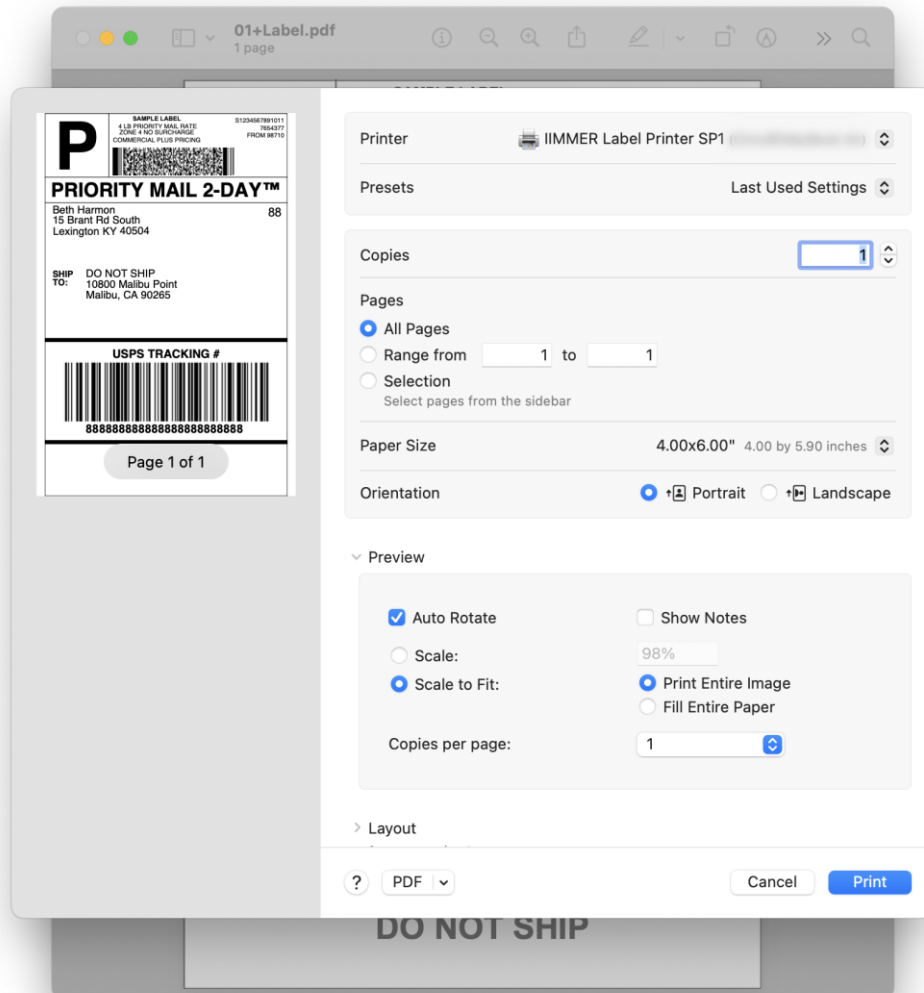 01+Label.pdf
1 page
P
SAMPLE LABEL
4 LB PRIORITY MAIL RATE
ZONE 4 NO SURCHARGE
COMMERCIAL PLUS PRICING
S1234567891011
7654377
FROM 98710
PRIORITY MAIL 2-DAY™
Beth Harmon
15 Brant Rd South
Lexington KY 40504
88
SHIP TO:
DO NOT SHIP
10800 Malibu Point
Malibu, CA 90265
USPS TRACKING #
Page 1 of 1
Printer IIMMER Label Printer SP1
Presets Last Used Settings
Copies 1
Pages
All Pages
Range from 1 to 1
Selection
Select pages from the sidebar
Paper Size 4.00x6.00" 4.00 by 5.90 inches
Orientation Portrait Landscape
Preview
Auto Rotate Show Notes
Scale: 98%
Scale to Fit: Print Entire Image
Fill Entire Paper
Copies per page: 1
Layout
? PDF Cancel Print
DO NOT SHIP